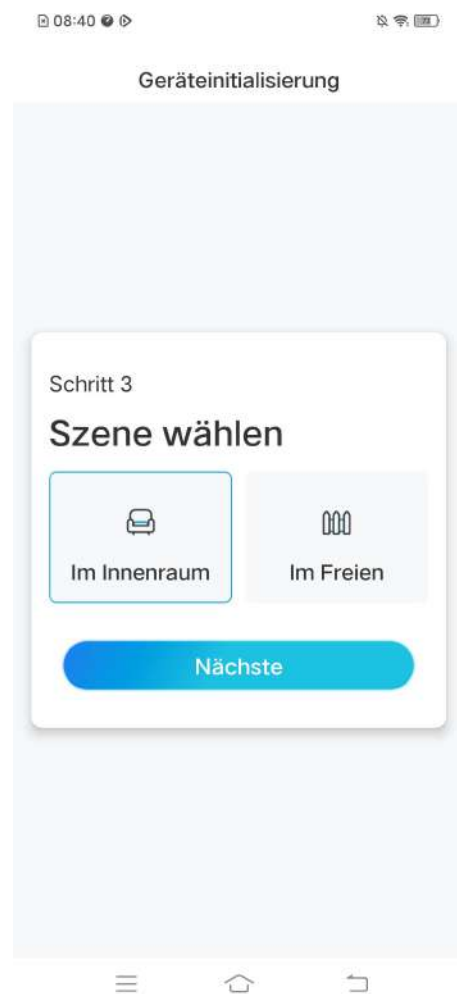 08:40
Geräteinitialisierung
Schritt 3
Szene wählen
Im Innenraum
Im Freien
Nächste